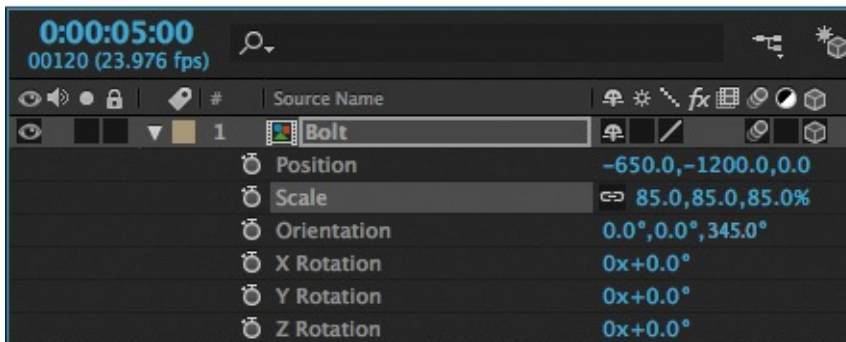 0:00:05:00
00120 (23.976 fps)
# Source Name fx
1 Bolt
Position -650.0,-1200.0,0.0
Scale 85.0,85.0,85.0%
Orientation 0.0°,0.0°,345.0°
X Rotation 0x+0.0°
Y Rotation 0x+0.0°
Z Rotation 0x+0.0°